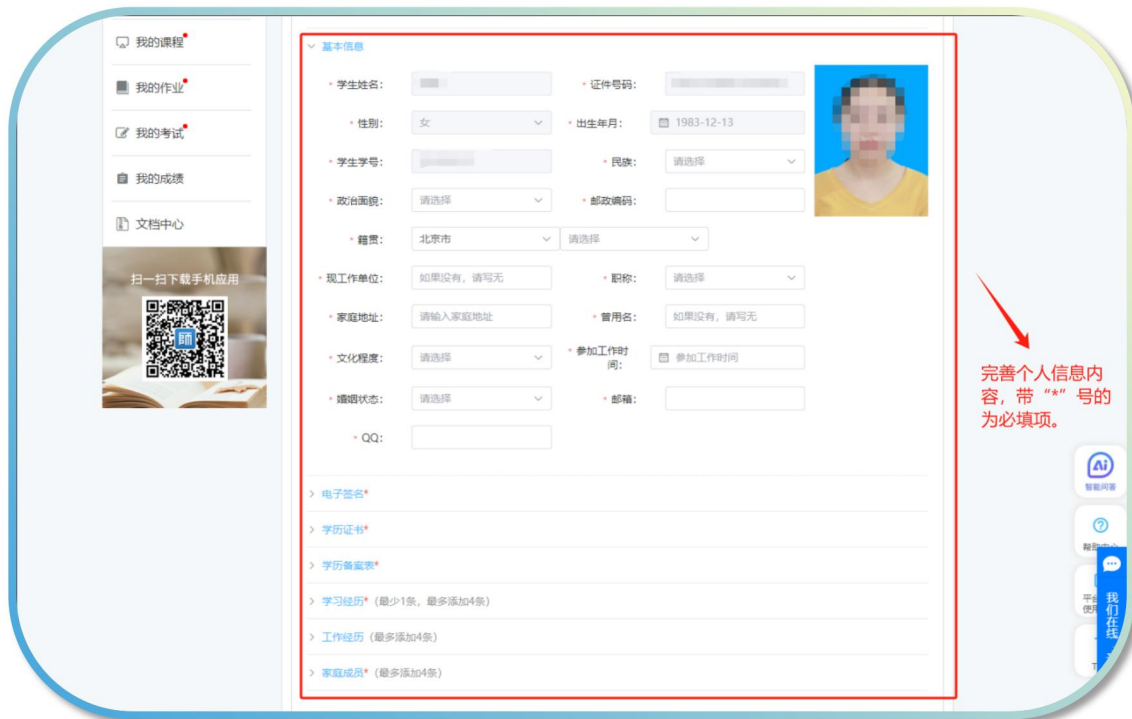 我的课程
我的作业
我的考试
我的成绩
文档中心
扫一扫下载手机应用
師
基本信息
* 学生姓名：
* 证件号码：
* 性别： 女
* 出生年月： 1983-12-13
* 学生学号：
* 民族： 请选择
* 政治面貌： 请选择
* 邮政编码：
* 籍贯： 北京市 请选择
* 现工作单位： 如果没有，请写无
* 职称： 请选择
* 家庭地址： 请输入家庭地址
* 曾用名： 如果没有，请写无
* 文化程度： 请选择
* 参加工作时
间： 参加工作时间
* 婚姻状态： 请选择
* 邮箱：
* QQ：
电子签名*
学历证书*
学历备案表*
学习经历*（最少1条，最多添加4条）
工作经历（最多添加4条）
家庭成员*（最多添加4条）
完善个人信息内
容，带“*”号的
为必填项。
Ai
智能问答
我们在线